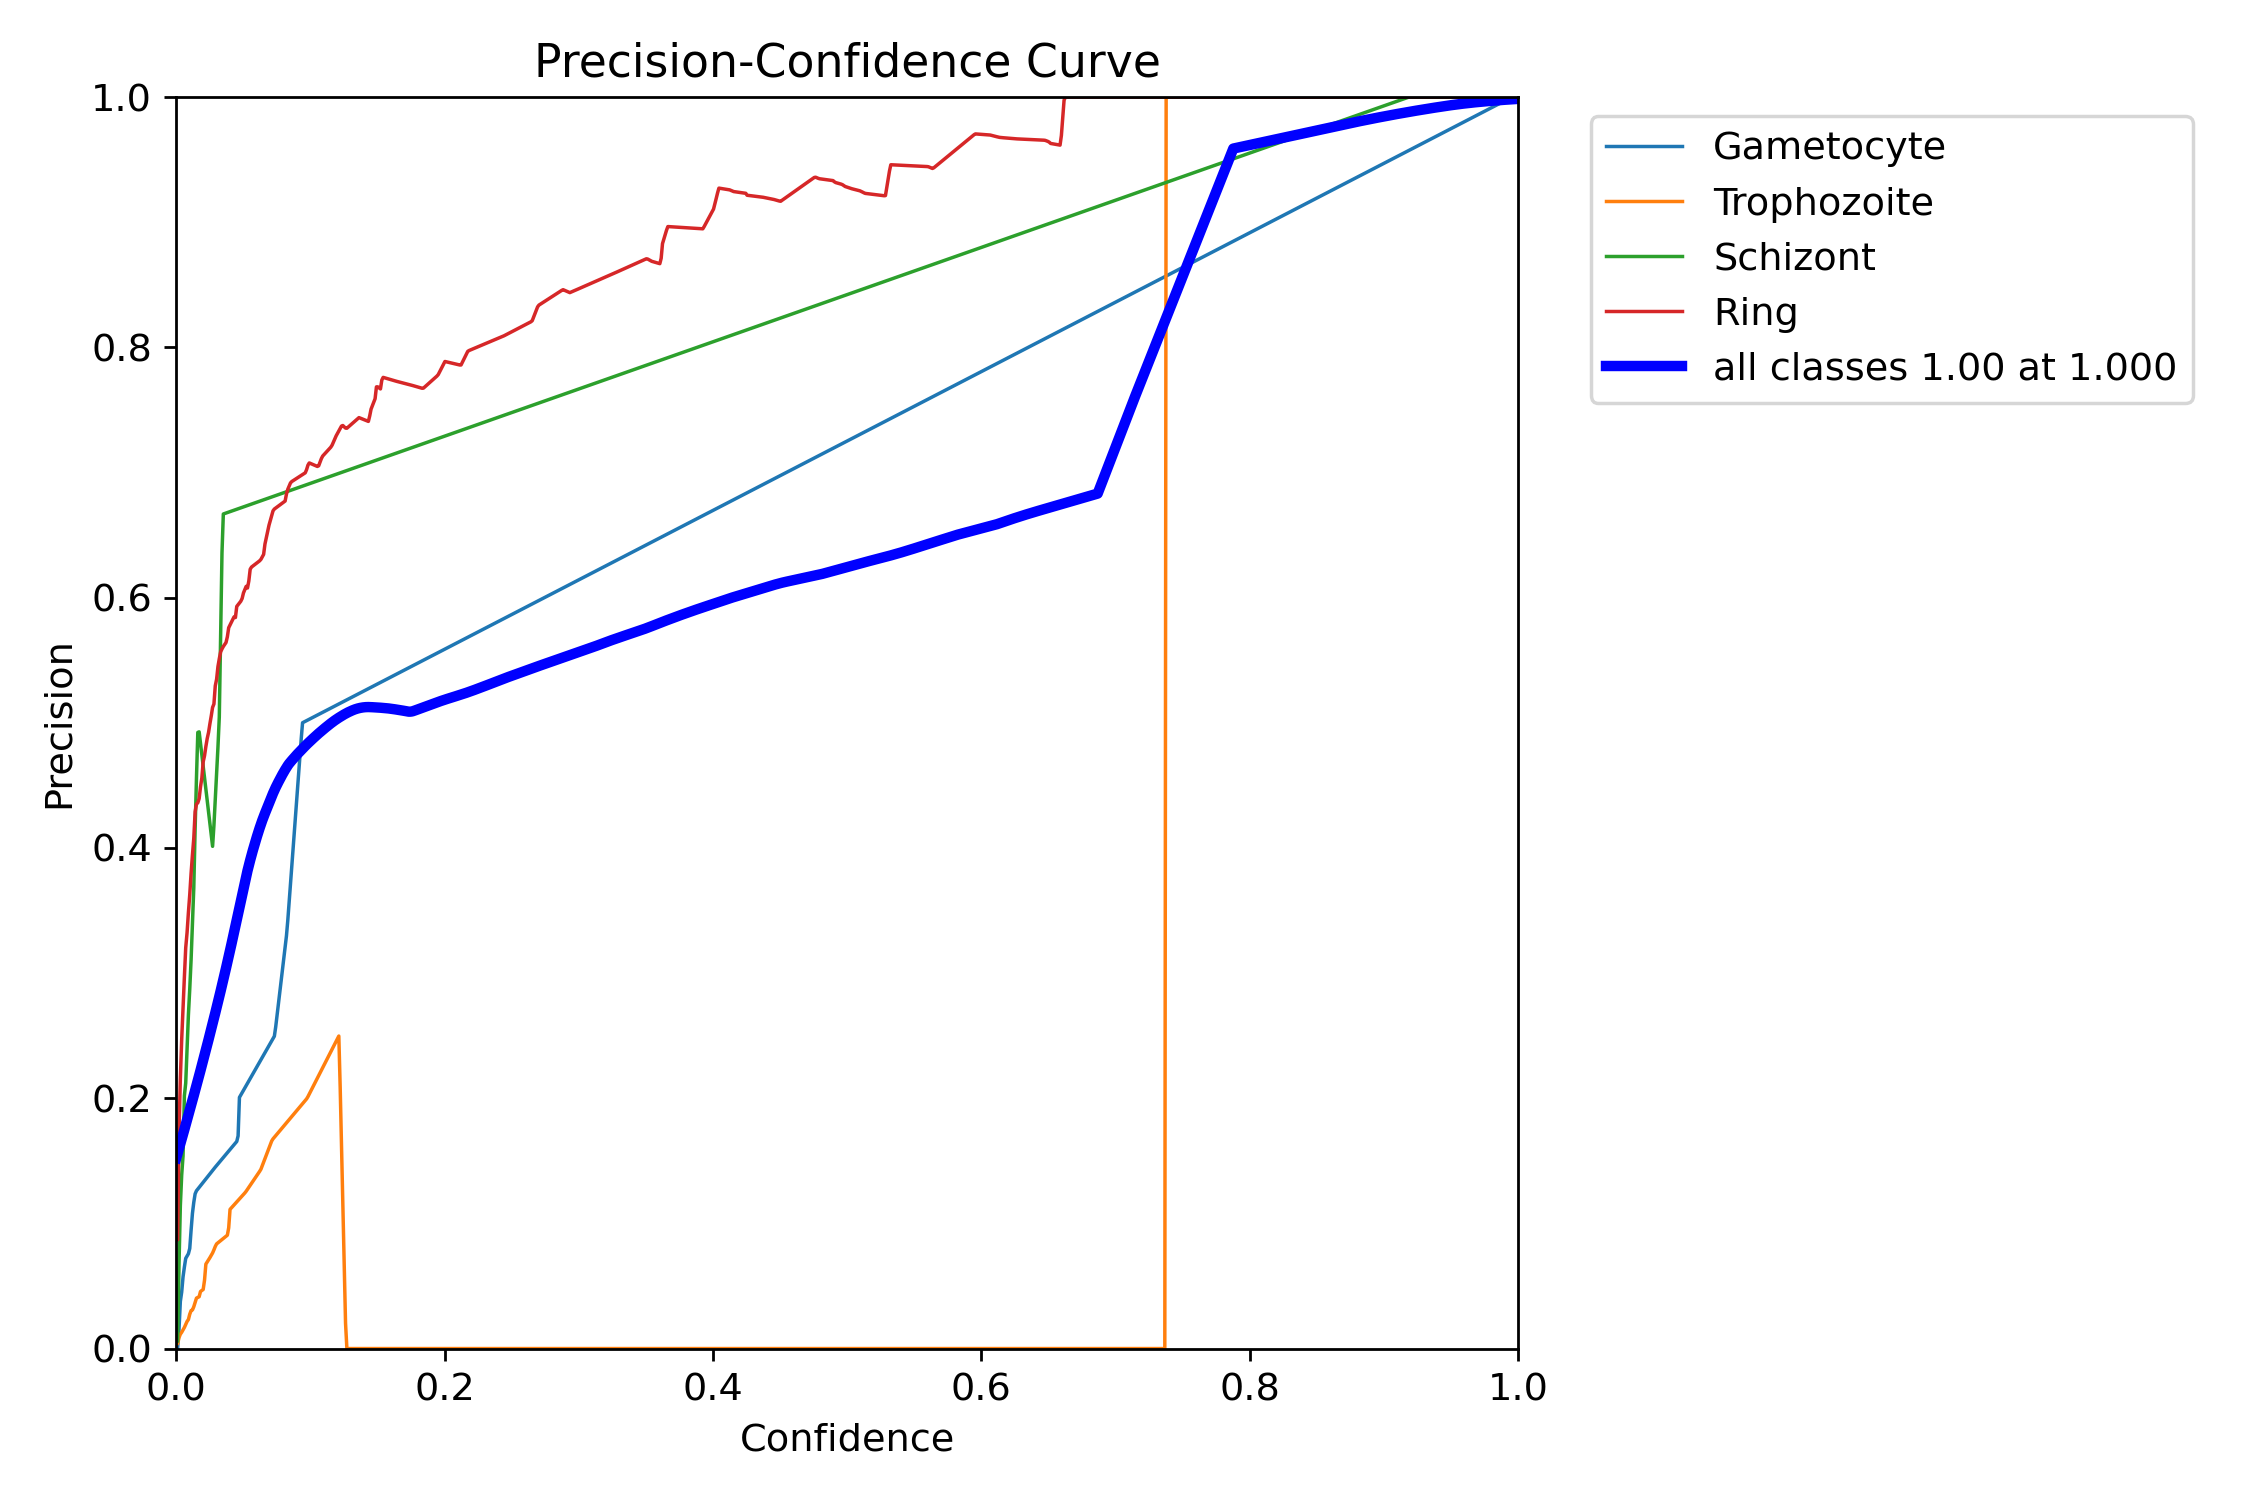 Precision-Confidence Curve
1.0
0.8
0.6
0.4
0.2
0.0
Precision
0.0 0.2 0.4 0.6 0.8 1.0
Confidence
Gametocyte
Trophozoite
Schizont
Ring
all classes 1.00 at 1.000